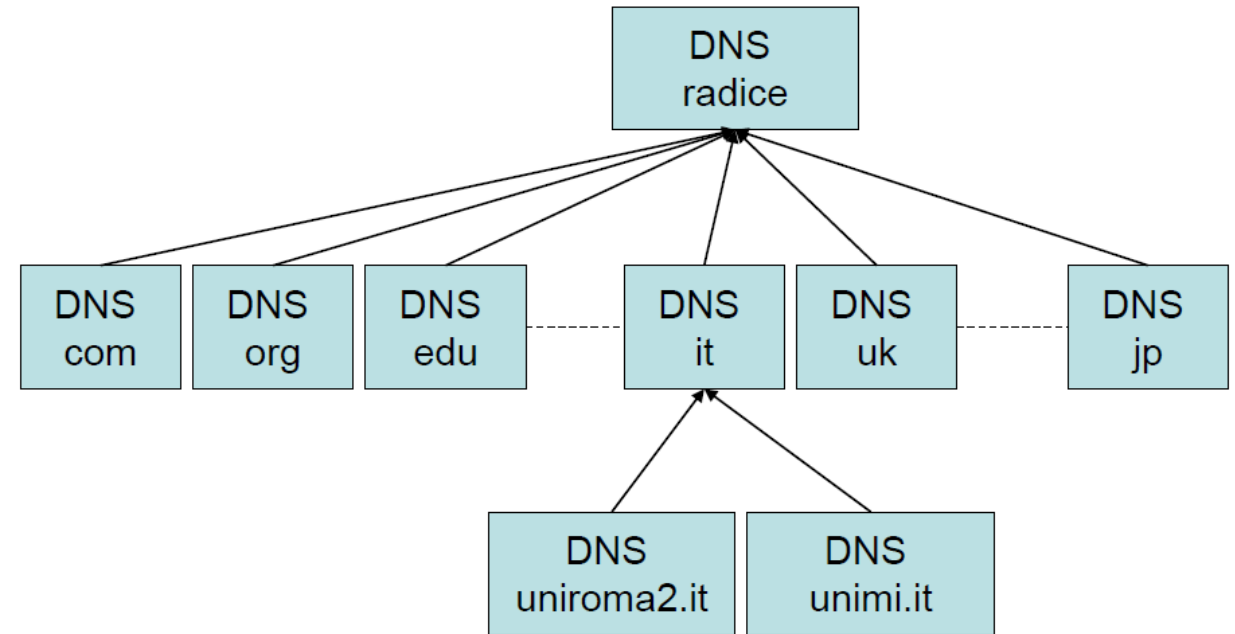 DNS
radice
DNS
com
DNS
org
DNS
edu
DNS
it
DNS
uk
DNS
jp
DNS
uniroma2.it
DNS
unimi.it